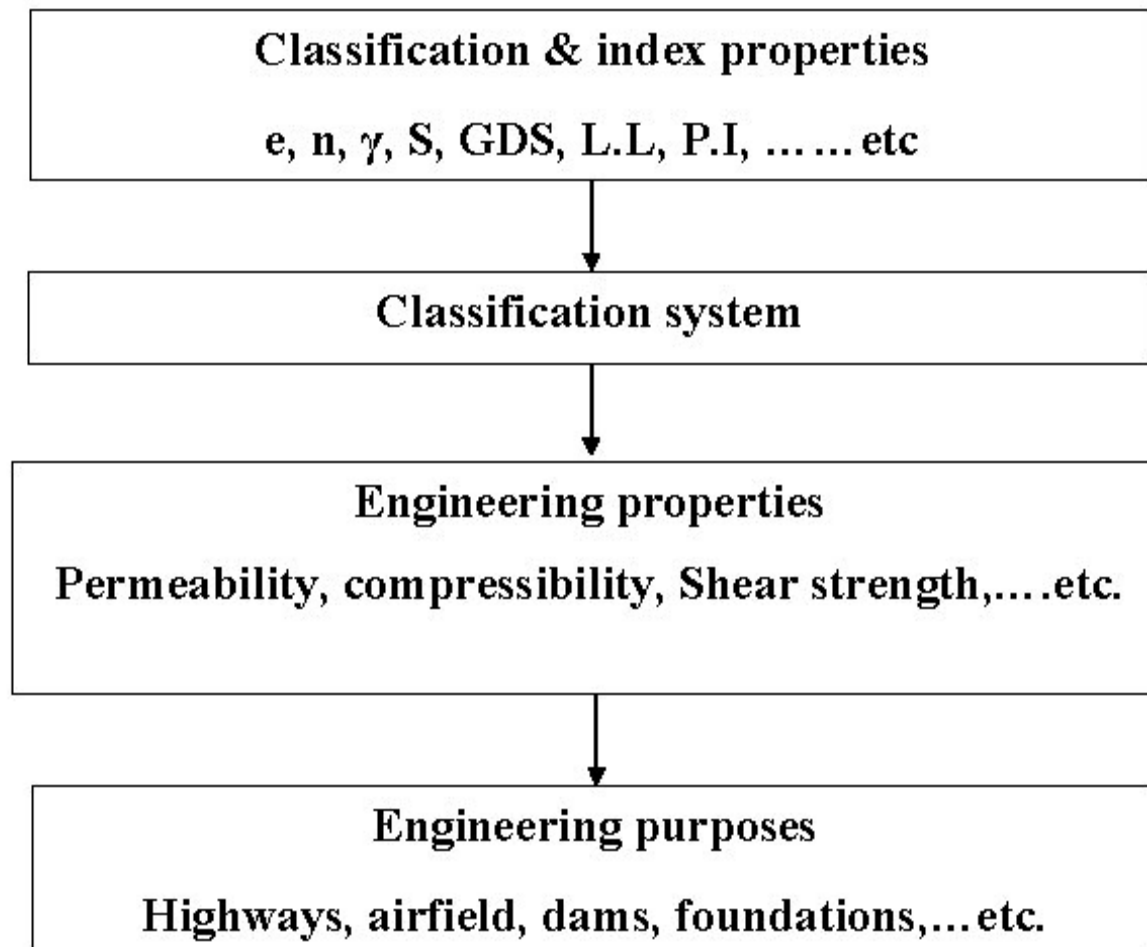 Classification & index properties
e, n, γ, S, GDS, L.L, P.I, ... ... etc
Classification system
Engineering properties
Permeability, compressibility, Shear strength,... .etc.
Engineering purposes
Highways, airfield, dams, foundations,... etc.